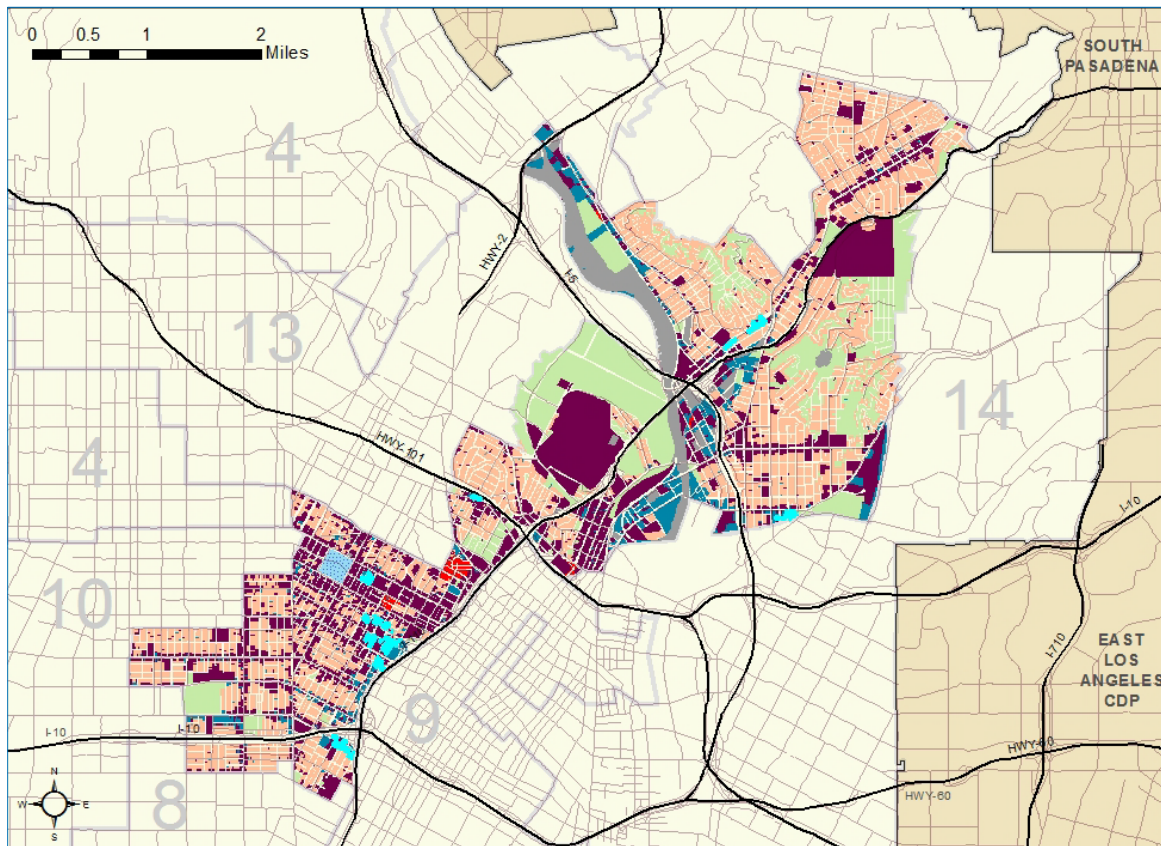 0 0.5 1 2
Miles
SOUTH
PASADENA
4
HWY-2
I-5
13
14
4
HWY-101
I-10
10
EAST
LOS
ANGELES
CDP
I-710
9
I-10
I-10
HWY-60
HWY-60
8
N
W E
S